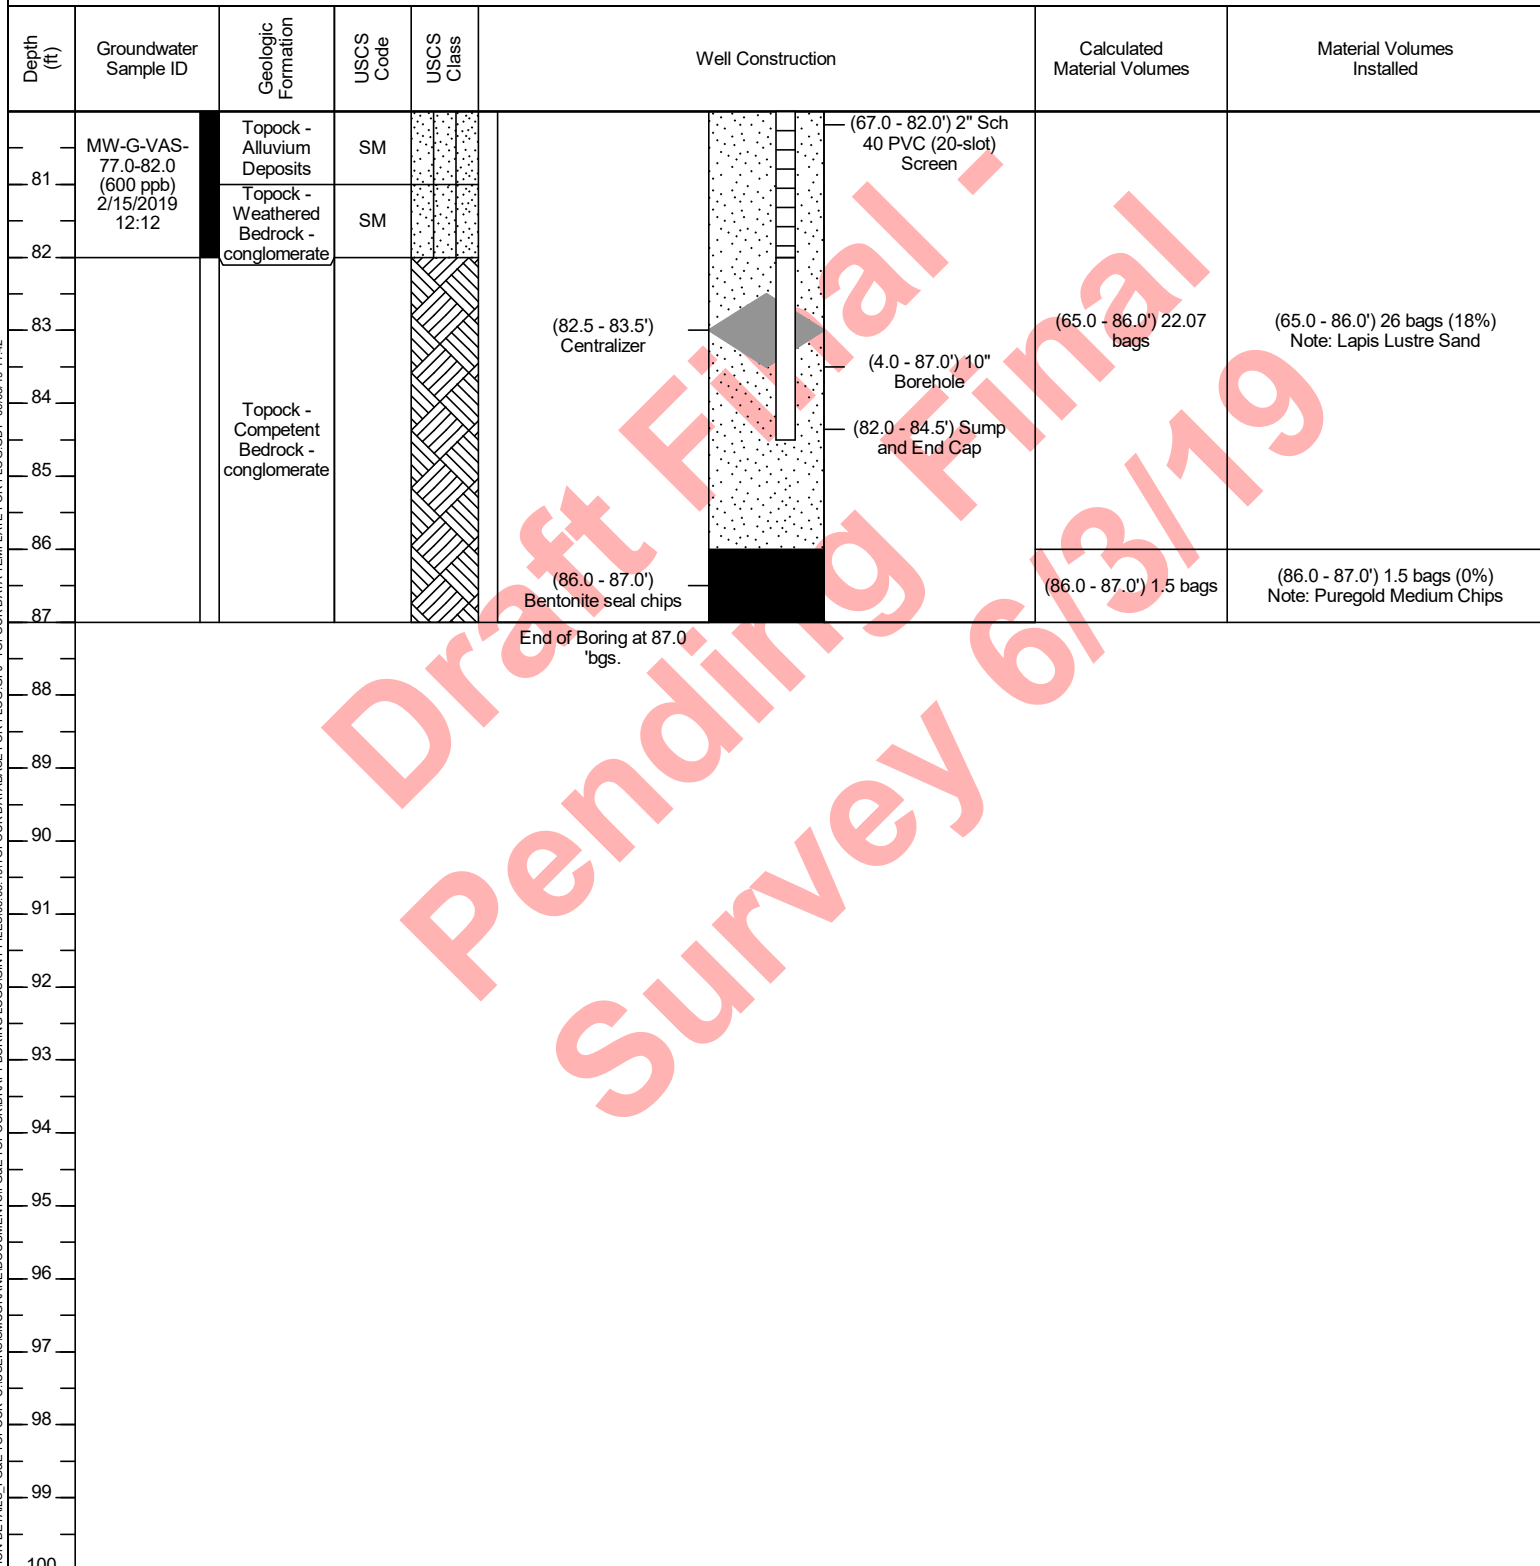 Depth
(ft)
Groundwater
Sample ID
Geologic
Formation
USCS
Code
USCS
Class
Well Construction
Calculated
Material Volumes
Material Volumes
Installed
MW-G-VAS-
77.0-82.0
(600 ppb)
2/15/2019
12:12
Topock -
Alluvium
Deposits
SM
Topock -
Weathered
Bedrock -
conglomerate
SM
Topock -
Competent
Bedrock -
conglomerate
(67.0 - 82.0') 2" Sch
40 PVC (20-slot)
Screen
(82.5 - 83.5')
Centralizer
(4.0 - 87.0') 10"
Borehole
(82.0 - 84.5') Sump
and End Cap
(86.0 - 87.0')
Bentonite seal chips
End of Boring at 87.0
'bgs.
(65.0 - 86.0') 22.07
bags
(65.0 - 86.0') 26 bags (18%)
Note: Lapis Lustre Sand
(86.0 - 87.0') 1.5 bags
(86.0 - 87.0') 1.5 bags (0%)
Note: Puregold Medium Chips
81
82
83
84
85
86
87
88
89
90
91
92
93
94
95
96
97
98
99
100
Draft Final -
Pending Final
Survey 6/3/19